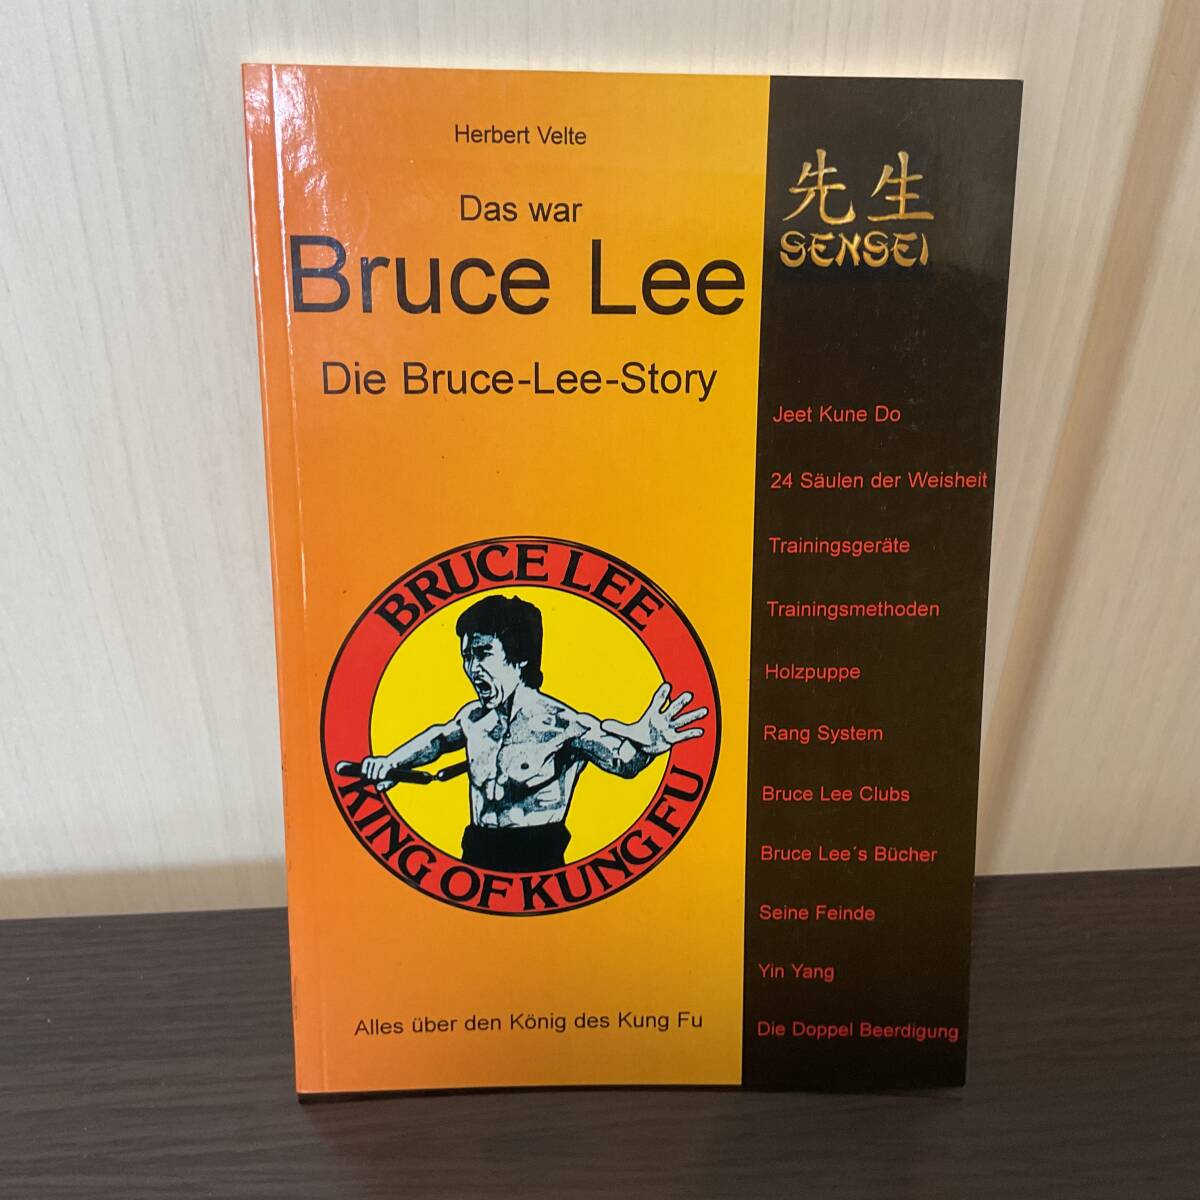 Herbert Velte
Das war
Bruce Lee
Die Bruce-Lee-Story
BRUCE LEE
KING OF KUNG FU
Alles über den König des Kung Fu
先生
SENSEI
Jeet Kune Do
24 Säulen der Weisheit
Trainingsgeräte
Trainingsmethoden
Holzpuppe
Rang System
Bruce Lee Clubs
Bruce Lee´s Bücher
Seine Feinde
Yin Yang
Die Doppel Beerdigung